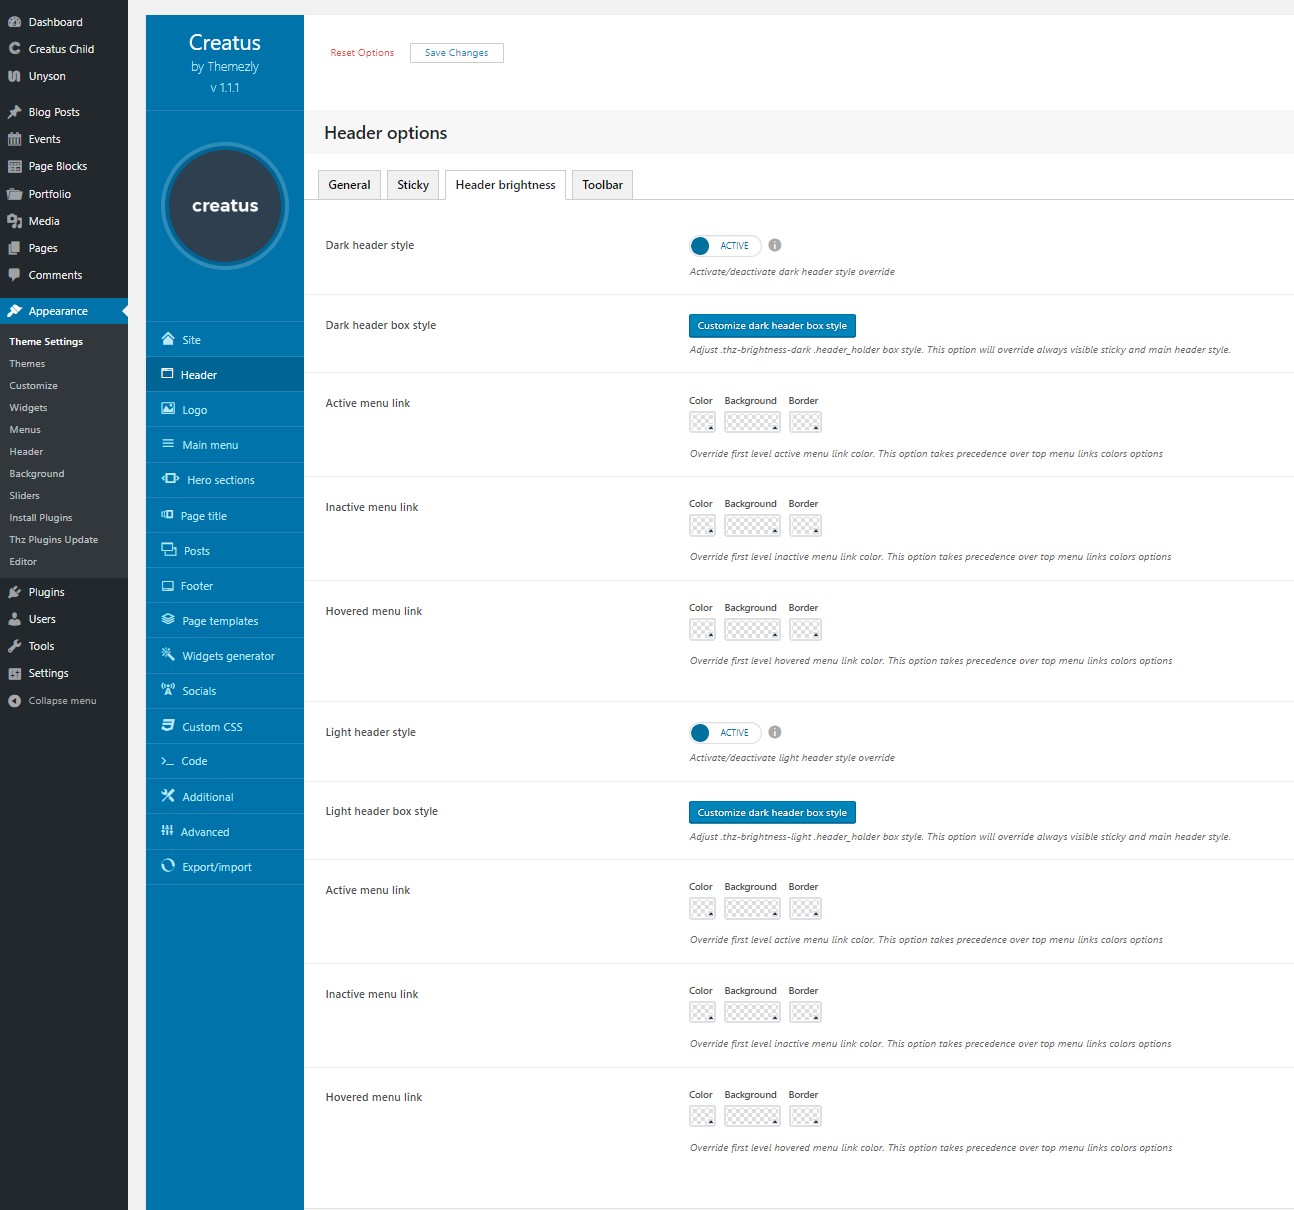 Dashboard
Creatus Child
Unyson
Blog Posts
Events
Page Blocks
Portfolio
Media
Pages
Comments
Appearance
Theme Settings
Themes
Customize
Widgets
Menus
Header
Background
Sliders
Install Plugins
Thz Plugins Update
Editor
Plugins
Users
Tools
Settings
Collapse menu
Creatus
by Themezly
v 1.1.1
creatus
Site
Header
Logo
Main menu
Hero sections
Page title
Posts
Footer
Page templates
Widgets generator
Socials
Custom CSS
Code
Additional
Advanced
Export/import
Reset Options Save Changes
Header options
General Sticky Header brightness Toolbar
Dark header style ACTIVE
Activate/deactivate dark header style override
Dark header box style Customize dark header box style
Adjust .thz-brightness-dark .header_holder box style. This option will override always visible sticky and main header style.
Active menu link Color Background Border
Override first level active menu link color. This option takes precedence over top menu links colors options
Inactive menu link Color Background Border
Override first level inactive menu link color. This option takes precedence over top menu links colors options
Hovered menu link Color Background Border
Override first level hovered menu link color. This option takes precedence over top menu links colors options
Light header style ACTIVE
Activate/deactivate light header style override
Light header box style Customize dark header box style
Adjust .thz-brightness-light .header_holder box style. This option will override always visible sticky and main header style.
Active menu link Color Background Border
Override first level active menu link color. This option takes precedence over top menu links colors options
Inactive menu link Color Background Border
Override first level inactive menu link color. This option takes precedence over top menu links colors options
Hovered menu link Color Background Border
Override first level hovered menu link color. This option takes precedence over top menu links colors options